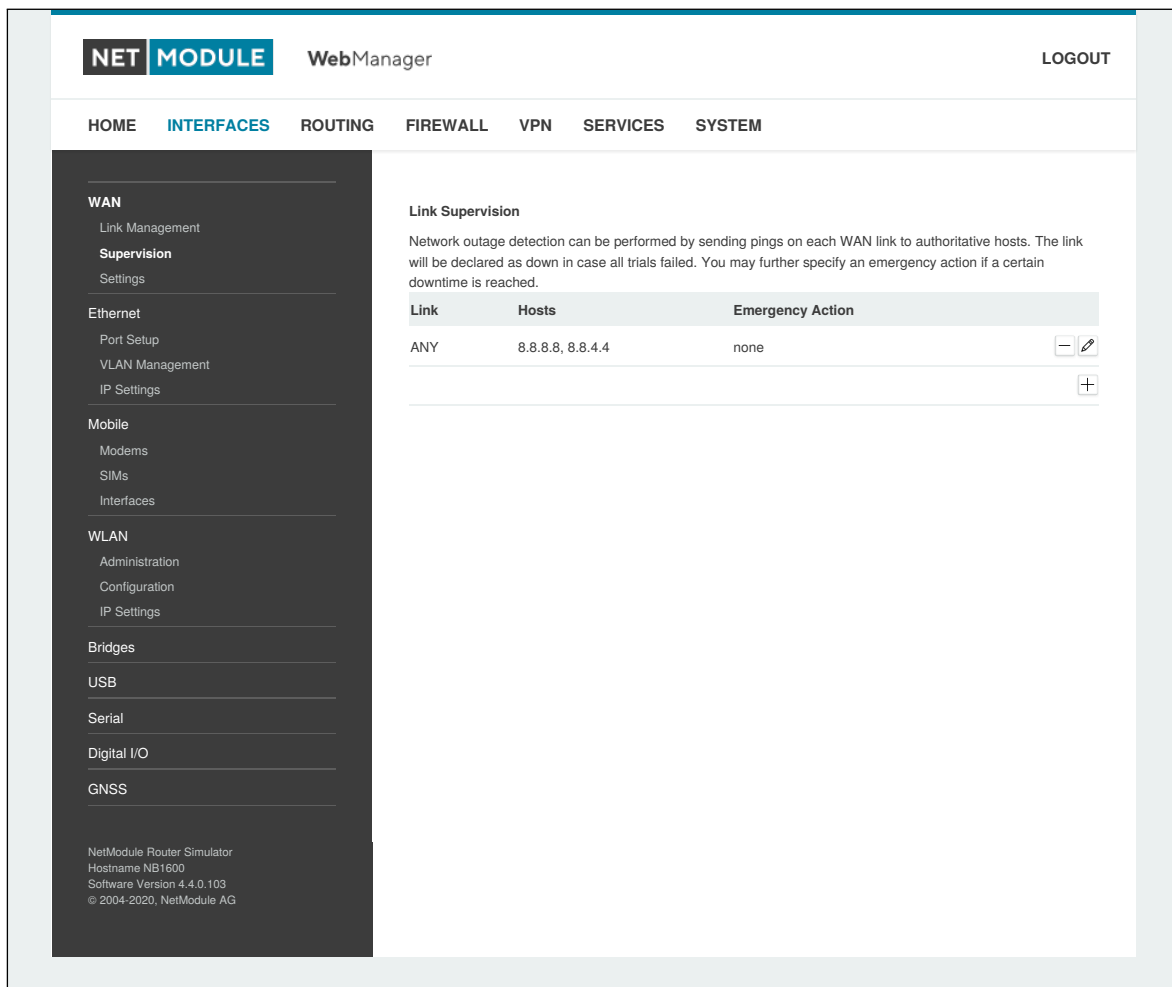 NET MODULE WebManager LOGOUT
HOME INTERFACES ROUTING FIREWALL VPN SERVICES SYSTEM
WAN
Link Management
Supervision
Settings
Ethernet
Port Setup
VLAN Management
IP Settings
Mobile
Modems
SIMs
Interfaces
WLAN
Administration
Configuration
IP Settings
Bridges
USB
Serial
Digital I/O
GNSS
NetModule Router Simulator
Hostname NB1600
Software Version 4.4.0.103
© 2004-2020, NetModule AG
Link Supervision
Network outage detection can be performed by sending pings on each WAN link to authoritative hosts. The link
will be declared as down in case all trials failed. You may further specify an emergency action if a certain
downtime is reached.
Link Hosts Emergency Action
ANY 8.8.8.8, 8.8.4.4 none